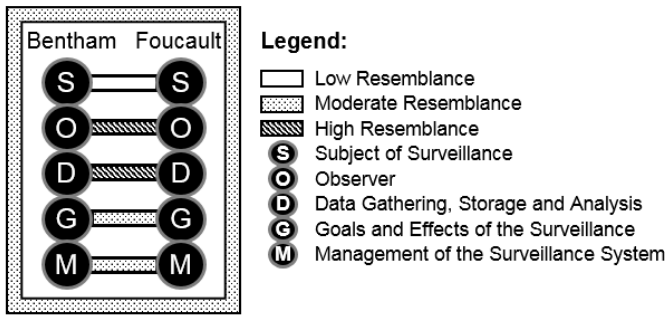 Bentham Foucault
S S
O O
D D
G G
M M
Legend:
Low Resemblance
Moderate Resemblance
High Resemblance
S Subject of Surveillance
O Observer
D Data Gathering, Storage and Analysis
G Goals and Effects of the Surveillance
M Management of the Surveillance System